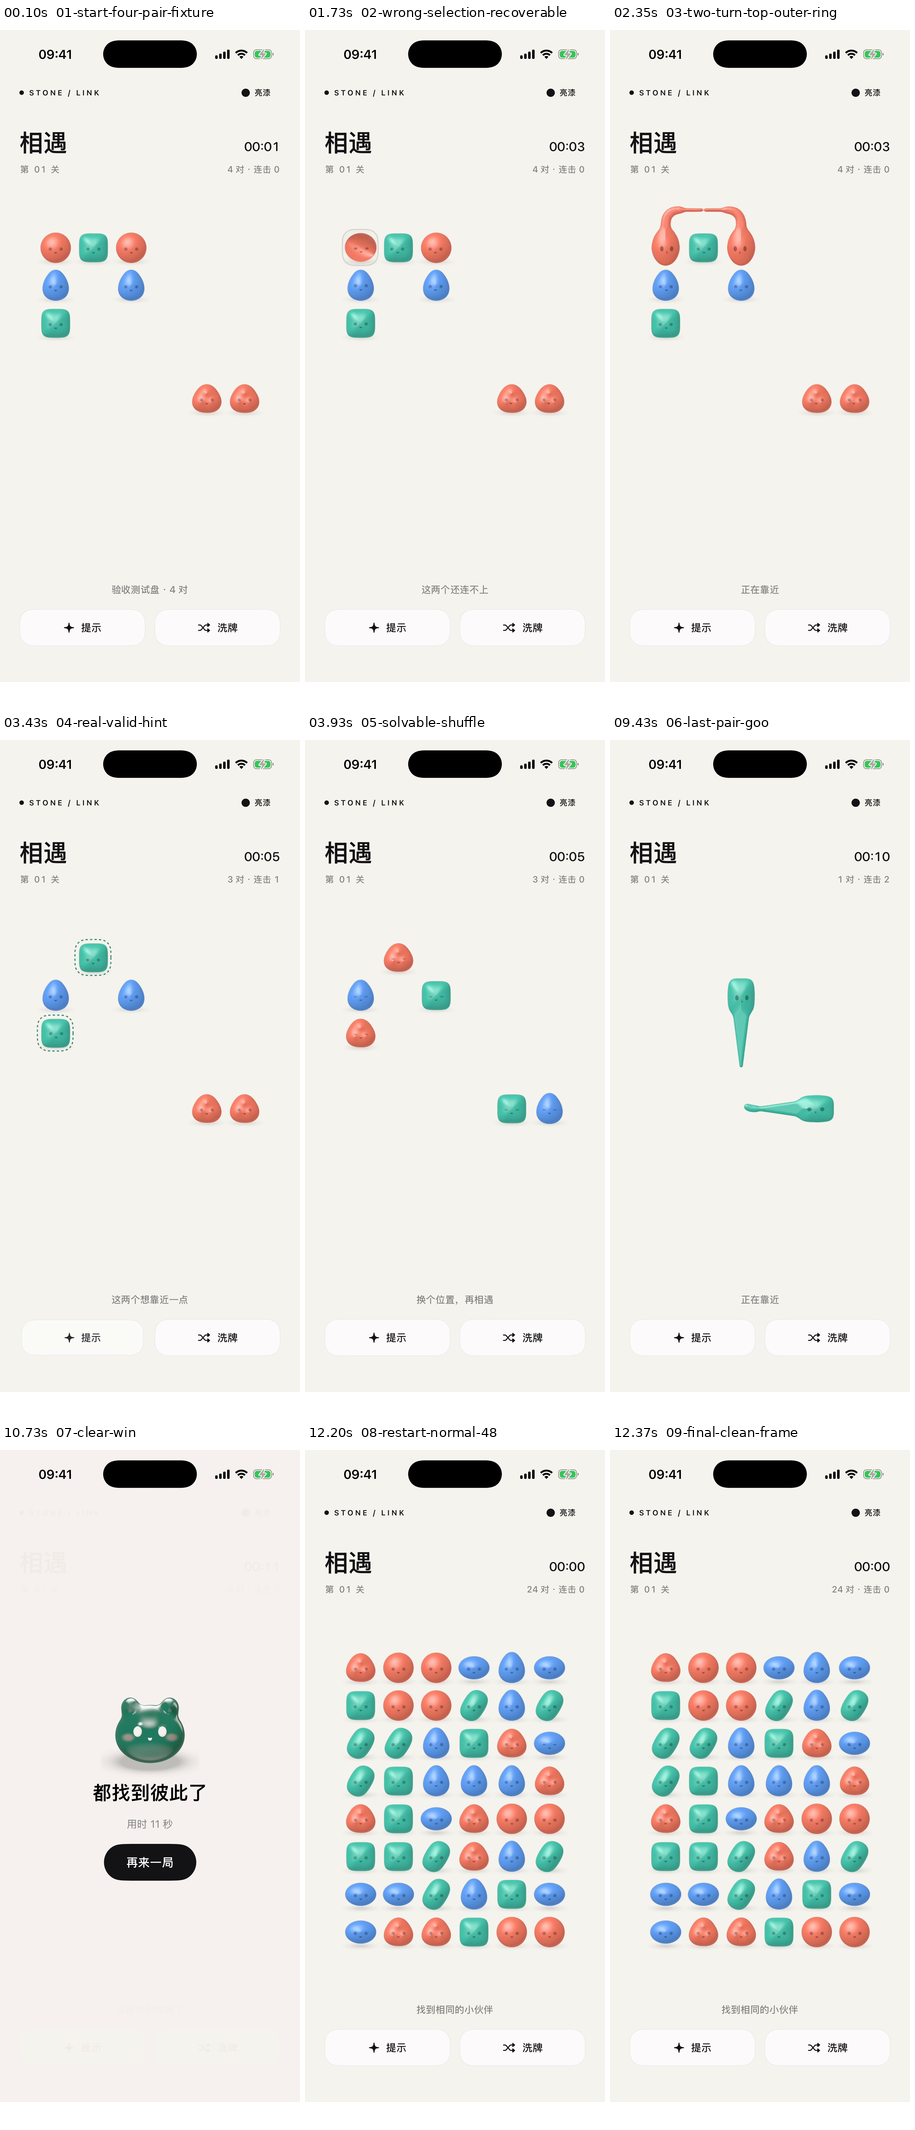 00.10s 01-start-four-pair-fixture
09:41
STONE / LINK 亮漆
相遇 00:01
第 01 关 4 对 · 连击 0
验收测试盘 · 4 对
提示 洗牌
01.73s 02-wrong-selection-recoverable
09:41
STONE / LINK 亮漆
相遇 00:03
第 01 关 4 对 · 连击 0
这两个还连不上
提示 洗牌
02.35s 03-two-turn-top-outer-ring
09:41
STONE / LINK 亮漆
相遇 00:03
第 01 关 4 对 · 连击 0
正在靠近
提示 洗牌
03.43s 04-real-valid-hint
09:41
STONE / LINK 亮漆
相遇 00:05
第 01 关 3 对 · 连击 1
这两个想靠近一点
提示 洗牌
03.93s 05-solvable-shuffle
09:41
STONE / LINK 亮漆
相遇 00:05
第 01 关 3 对 · 连击 0
换个位置，再相遇
提示 洗牌
09.43s 06-last-pair-goo
09:41
STONE / LINK 亮漆
相遇 00:10
第 01 关 1 对 · 连击 2
正在靠近
提示 洗牌
10.73s 07-clear-win
09:41
STONE / LINK
相遇 00:11
都找到彼此了
用时 11 秒
再来一局
提示 洗牌
12.20s 08-restart-normal-48
09:41
STONE / LINK 亮漆
相遇 00:00
第 01 关 24 对 · 连击 0
找到相同的小伙伴
提示 洗牌
12.37s 09-final-clean-frame
09:41
STONE / LINK 亮漆
相遇 00:00
第 01 关 24 对 · 连击 0
找到相同的小伙伴
提示 洗牌